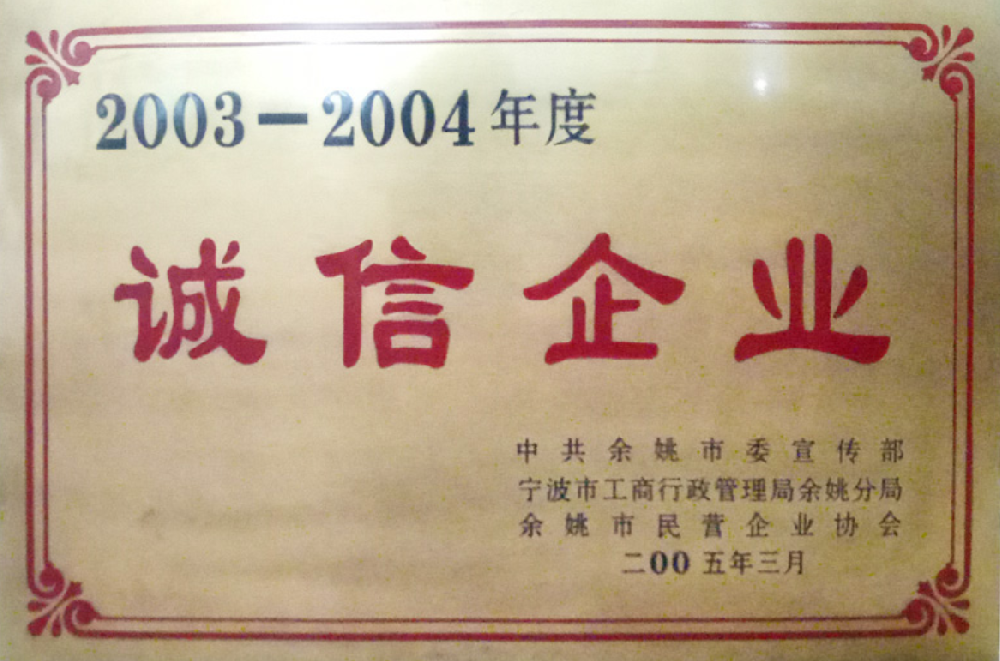 2003-2004年度
诚信企业
中共余姚市委宣传部
宁波市工商行政管理局余姚分局
余姚市民营企业协会
二00五年三月